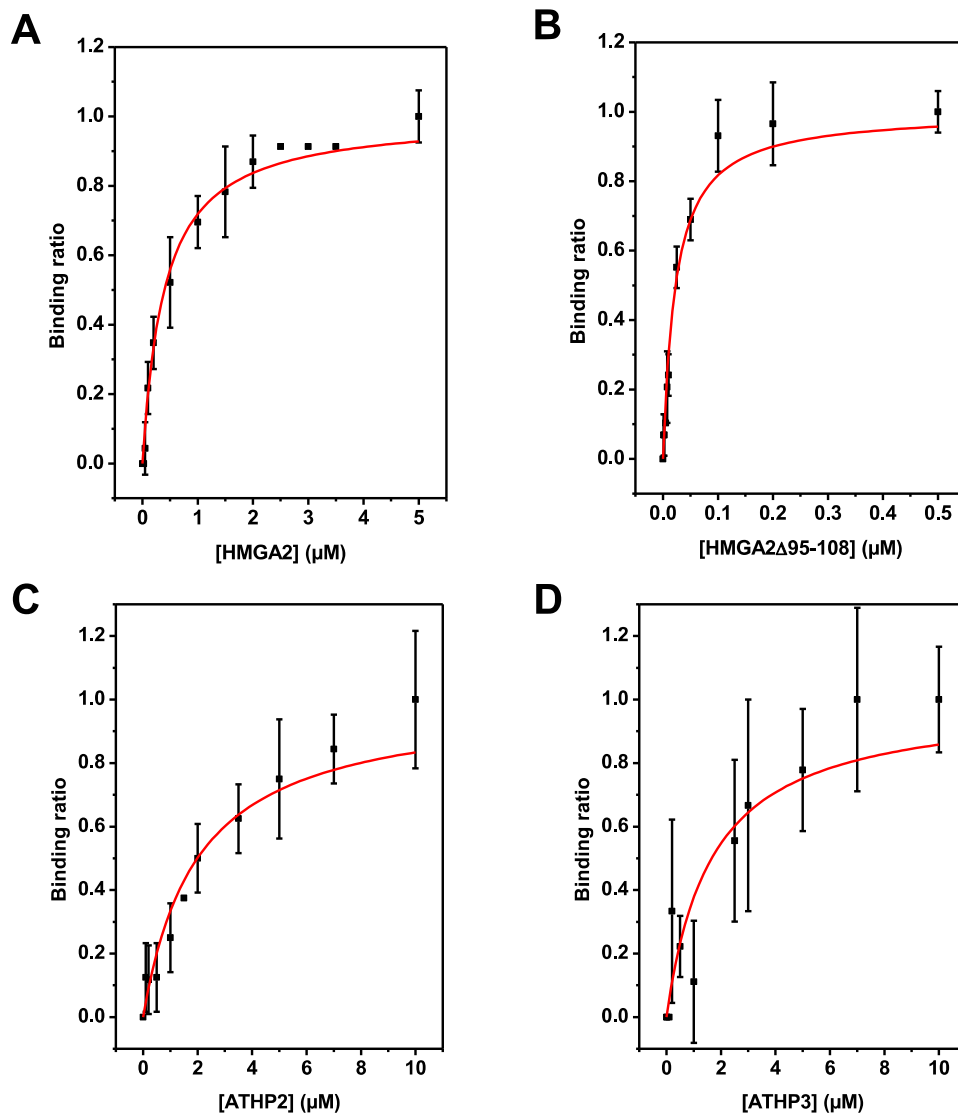 A
1.2
1.0
0.8
0.6
0.4
0.2
0.0
Binding ratio
0 1 2 3 4 5
[HMGA2] (µM)
B
1.2
1.0
0.8
0.6
0.4
0.2
0.0
Binding ratio
0.0 0.1 0.2 0.3 0.4 0.5
[HMGA2Δ95-108] (µM)
C
1.2
1.0
0.8
0.6
0.4
0.2
0.0
Binding ratio
0 2 4 6 8 10
[ATHP2] (µM)
D
1.2
1.0
0.8
0.6
0.4
0.2
0.0
Binding ratio
0 2 4 6 8 10
[ATHP3] (µM)